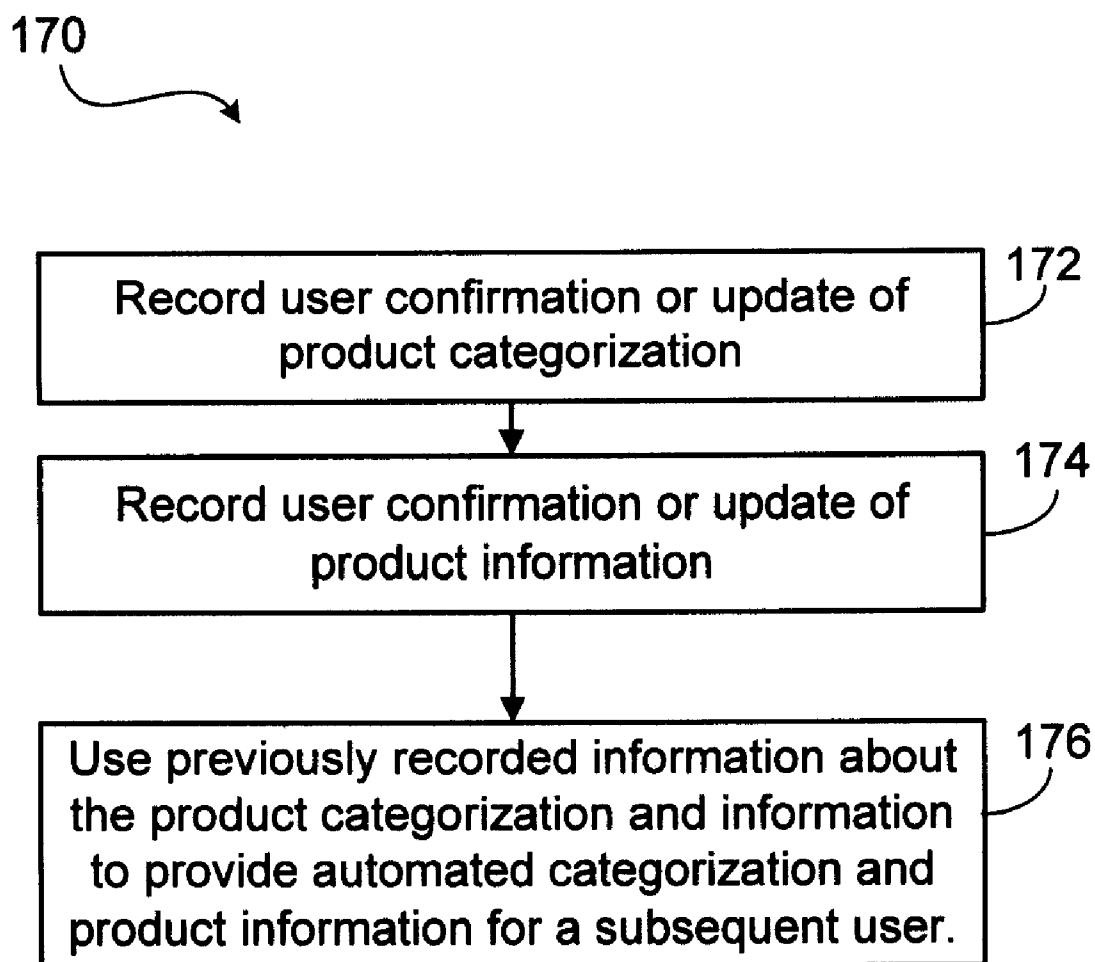 170
172
Record user confirmation or update of
product categorization
174
Record user confirmation or update of
product information
176
Use previously recorded information about
the product categorization and information
to provide automated categorization and
product information for a subsequent user.